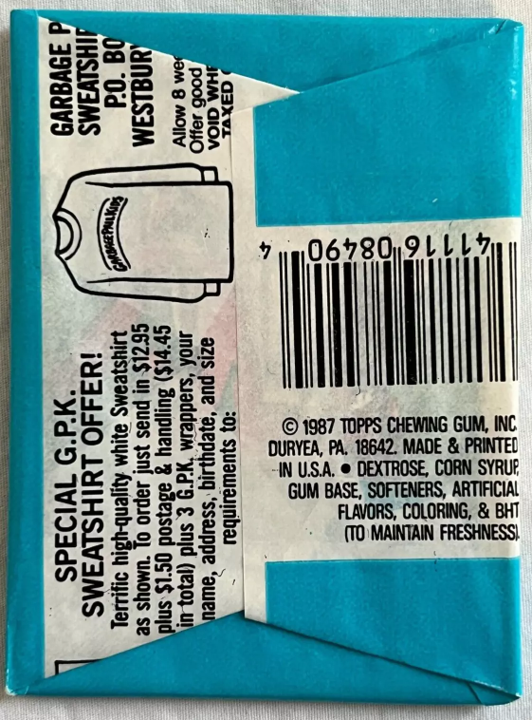 SPECIAL G.P.K.
SWEATSHIRT OFFER!
Terrific high-quality white Sweatshirt
as shown. To order just send in $12.95
plus $1.50 postage & handling ($14.45
in total) plus 3 G.P.K. wrappers, your
name, address, birthdate, and size
requirements to:
GARBAGE PAIL KIDS
GARBAGE P
SWEATSHIR
P.O. BO
WESTBUR
Allow 8 wee
Offer good
VOID WHE
TAXED
41116 08490 4
© 1987 TOPPS CHEWING GUM, INC.
DURYEA, PA. 18642. MADE & PRINTED
IN U.S.A. • DEXTROSE, CORN SYRUP,
GUM BASE, SOFTENERS, ARTIFICIAL
FLAVORS, COLORING, & BHT
(TO MAINTAIN FRESHNESS).